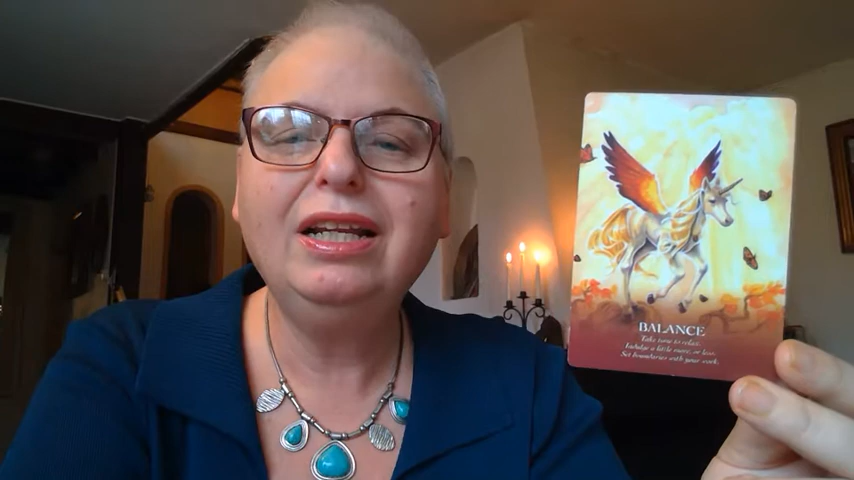 BALANCE
Take time to relax.
Indulge a little more, or less.
Set boundaries with your work.